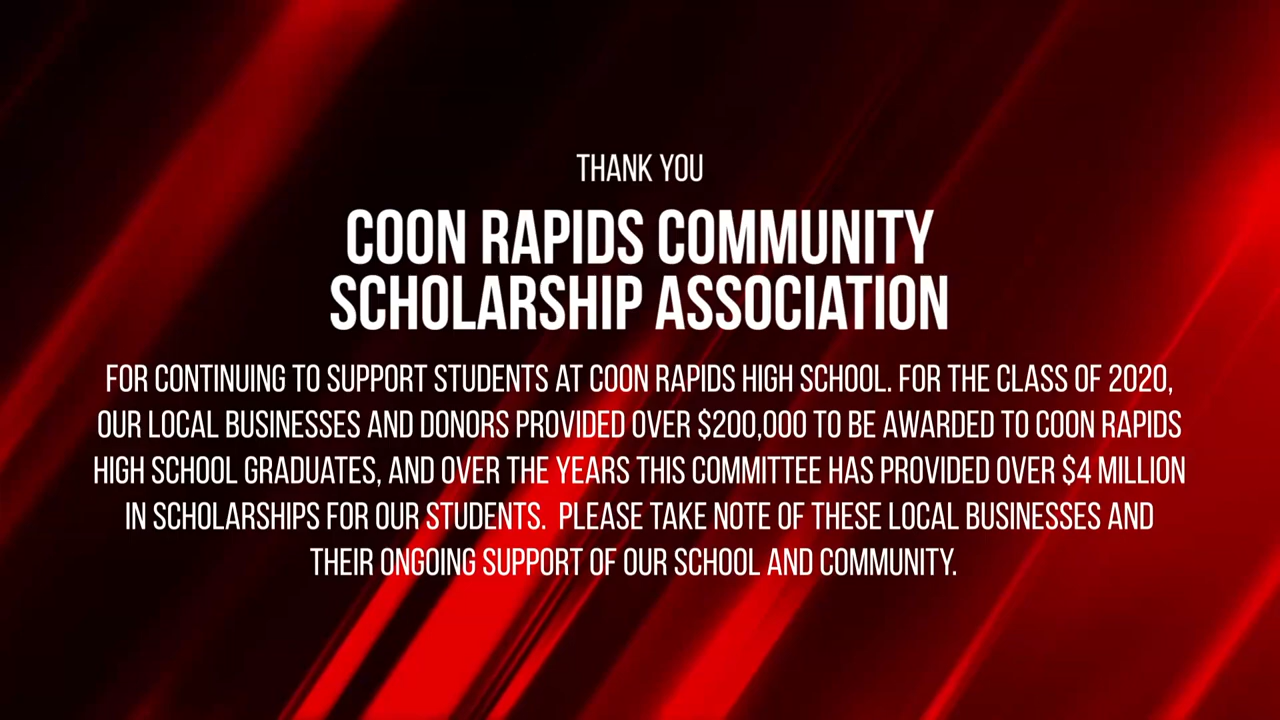 THANK YOU
COON RAPIDS COMMUNITY
SCHOLARSHIP ASSOCIATION
FOR CONTINUING TO SUPPORT STUDENTS AT COON RAPIDS HIGH SCHOOL. FOR THE CLASS OF 2020,
OUR LOCAL BUSINESSES AND DONORS PROVIDED OVER $200,000 TO BE AWARDED TO COON RAPIDS
HIGH SCHOOL GRADUATES, AND OVER THE YEARS THIS COMMITTEE HAS PROVIDED OVER $4 MILLION
IN SCHOLARSHIPS FOR OUR STUDENTS.  PLEASE TAKE NOTE OF THESE LOCAL BUSINESSES AND
THEIR ONGOING SUPPORT OF OUR SCHOOL AND COMMUNITY.